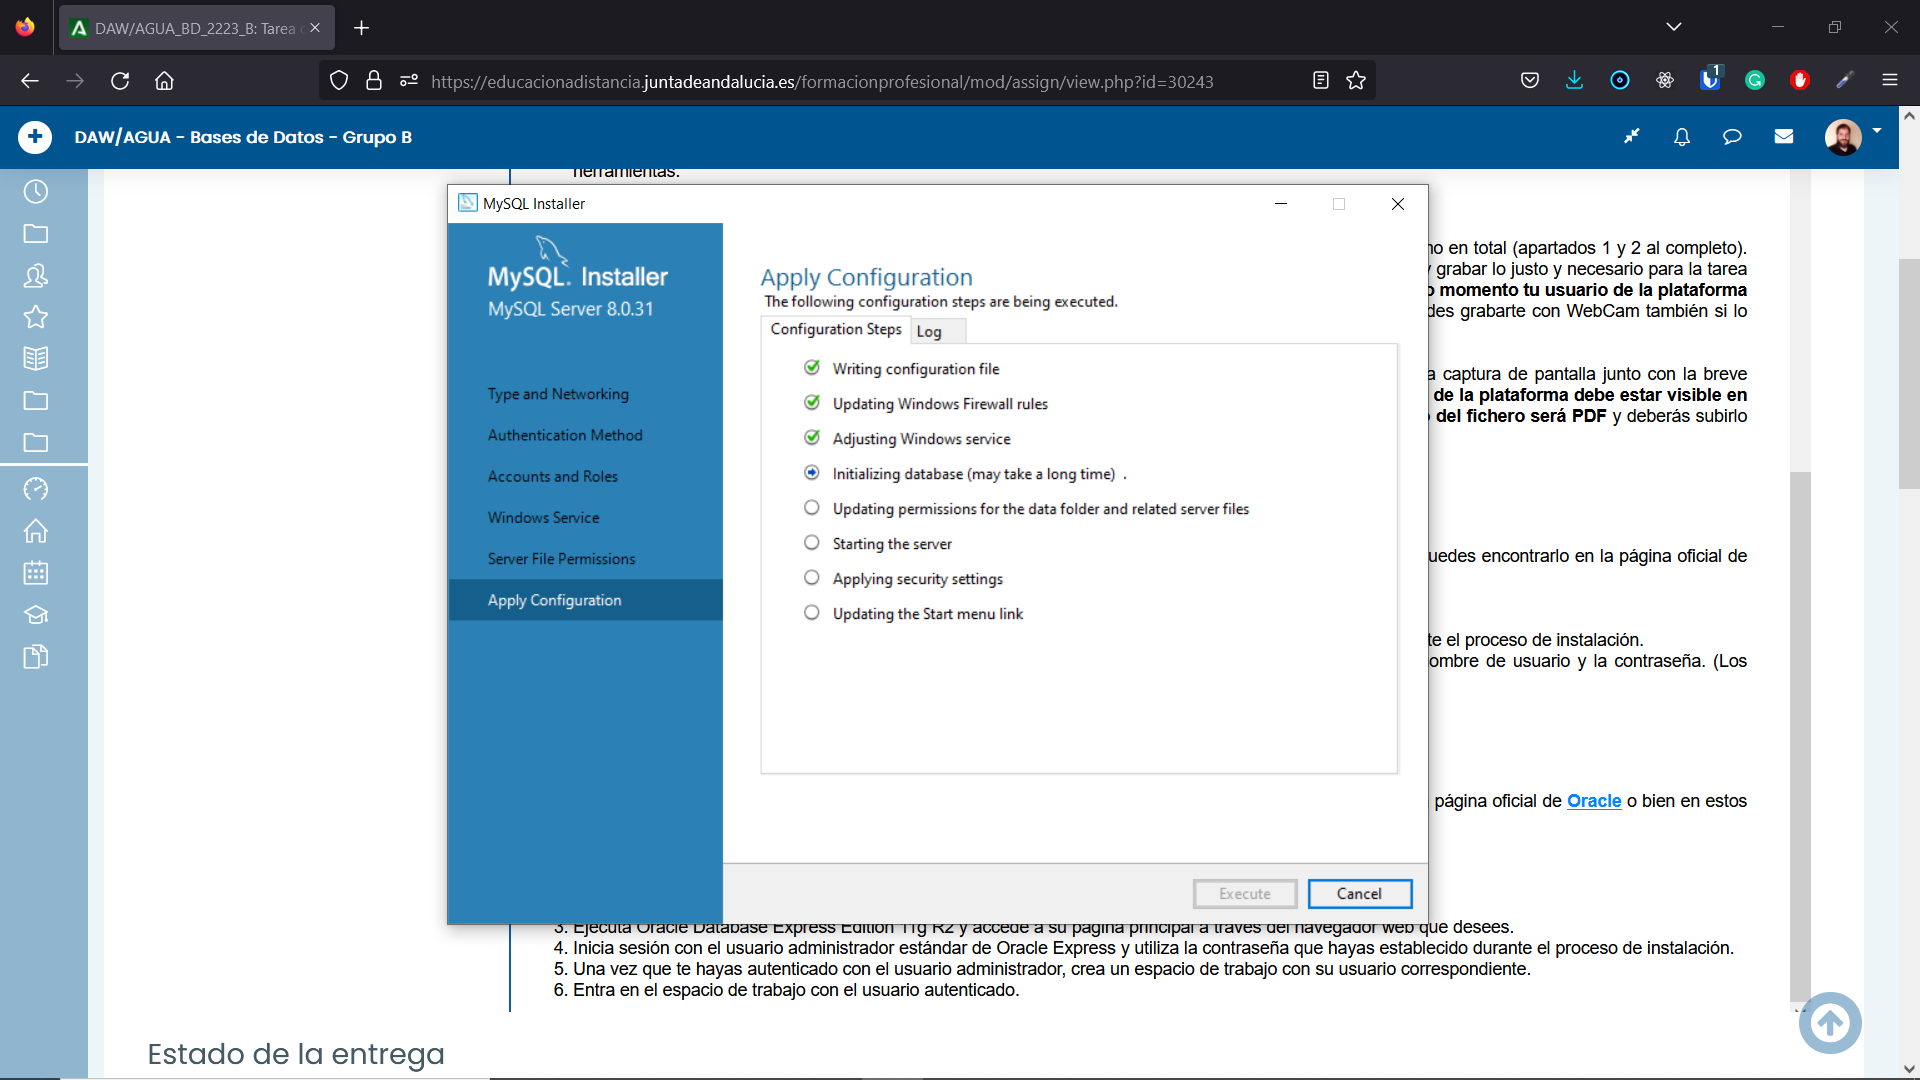 DAW/AGUA_BD_2223_B: Tarea
https://educacionadistancia.juntadeandalucia.es/formacionprofesional/mod/assign/view.php?id=30243
1
DAW/AGUA - Bases de Datos - Grupo B
herramientas.
MySQL Installer
MySQL. Installer
MySQL Server 8.0.31
Type and Networking
Authentication Method
Accounts and Roles
Windows Service
Server File Permissions
Apply Configuration
Apply Configuration
The following configuration steps are being executed.
Configuration Steps
Log
Writing configuration file
Updating Windows Firewall rules
Adjusting Windows service
Initializing database (may take a long time) .
Updating permissions for the data folder and related server files
Starting the server
Applying security settings
Updating the Start menu link
Execute
Cancel
en total (apartados 1 y 2 al completo).
grabar lo justo y necesario para la tarea
momento tu usuario de la plataforma
grabarte con WebCam también si lo
captura de pantalla junto con la breve
de la plataforma debe estar visible en
del fichero será PDF y deberás subirlo
uedes encontrarlo en la página oficial de
te el proceso de instalación.
ombre de usuario y la contraseña. (Los
página oficial de Oracle o bien en estos
3. Ejecuta Oracle Database Express Edition 11g R2 y accede a su página principal a través del navegador web que desees.
4. Inicia sesión con el usuario administrador estándar de Oracle Express y utiliza la contraseña que hayas establecido durante el proceso de instalación.
5. Una vez que te hayas autenticado con el usuario administrador, crea un espacio de trabajo con su usuario correspondiente.
6. Entra en el espacio de trabajo con el usuario autenticado.
Estado de la entrega